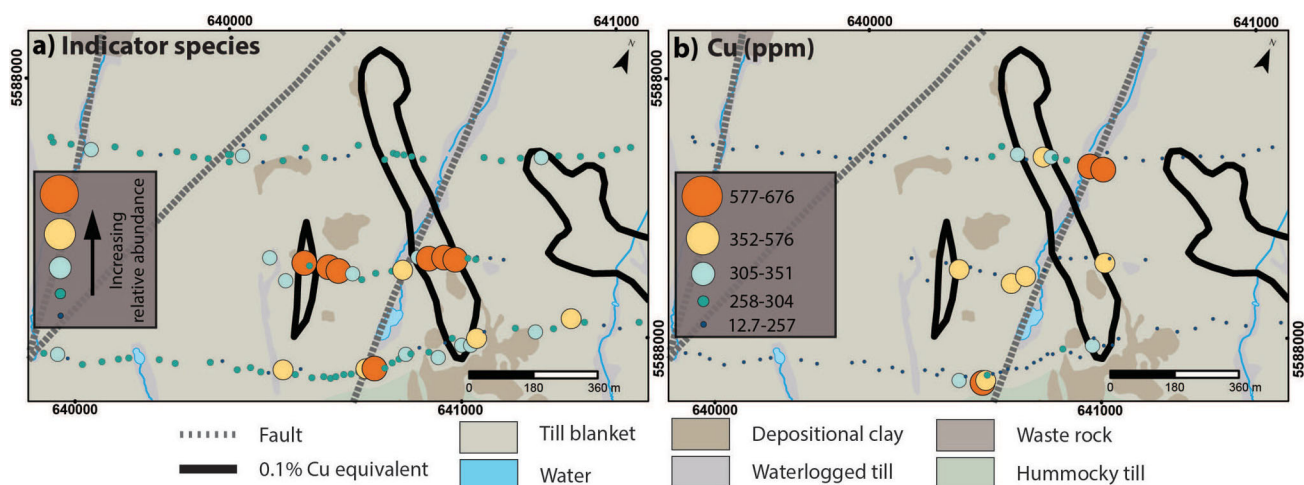 640000
641000
640000
641000
a) Indicator species
b) Cu (ppm)
N
N
5588000
5588000
Increasing
relative abundance
577-676
352-576
305-351
258-304
12.7-257
5588000
5588000
0 180 360 m
0 180 360 m
640000
641000
640000
641000
Fault
Till blanket
Depositional clay
Waste rock
0.1% Cu equivalent
Water
Waterlogged till
Hummocky till